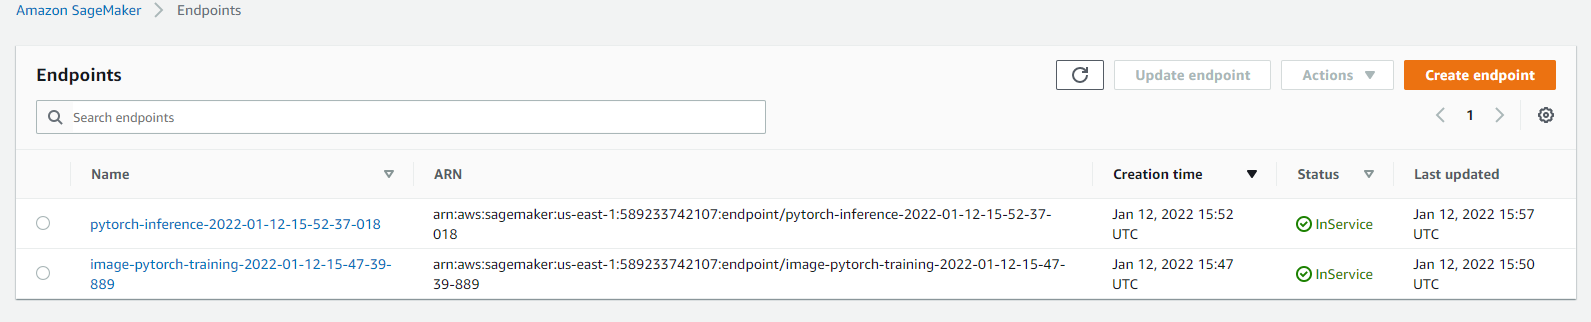 Amazon SageMaker > Endpoints
Endpoints
Update endpoint
Actions
Create endpoint
Search endpoints
1
Name ARN Creation time Status Last updated
pytorch-inference-2022-01-12-15-52-37-018 arn:aws:sagemaker:us-east-1:589233742107:endpoint/pytorch-inference-2022-01-12-15-52-37- Jan 12, 2022 15:52 InService Jan 12, 2022 15:57
018 UTC UTC
image-pytorch-training-2022-01-12-15-47-39- arn:aws:sagemaker:us-east-1:589233742107:endpoint/image-pytorch-training-2022-01-12-15-47- Jan 12, 2022 15:47 InService Jan 12, 2022 15:50
889 39-889 UTC UTC